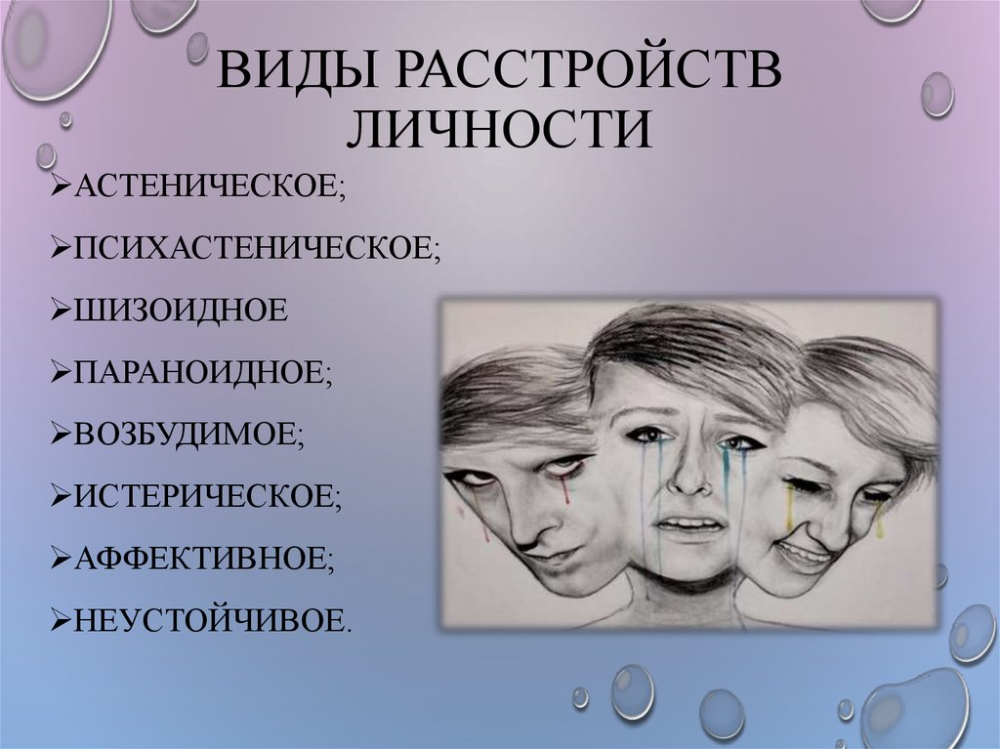 ВИДЫ РАССТРОЙСТВ
ЛИЧНОСТИ
➢АСТЕНИЧЕСКОЕ;
➢ПСИХАСТЕНИЧЕСКОЕ;
➢ШИЗОИДНОЕ
➢ПАРАНОИДНОЕ;
➢ВОЗБУДИМОЕ;
➢ИСТЕРИЧЕСКОЕ;
➢АФФЕКТИВНОЕ;
➢НЕУСТОЙЧИВОЕ.